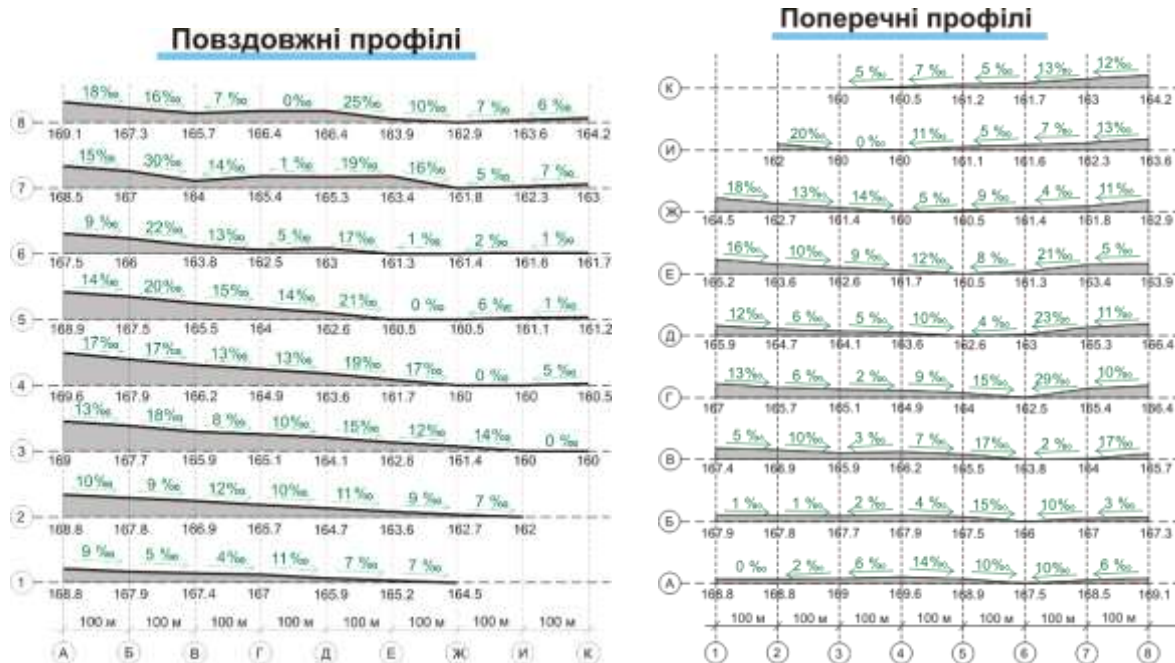 Повздовжні профілі
18‰ 16‰ 7 ‰ 0‰ 25‰ 10‰ 7 ‰ 6 ‰
8
169.1 167.3 165.7 166.4 166.4 163.9 162.9 163.6 164.2
15‰ 30‰ 14‰ 1 ‰ 19‰ 16‰ 5 ‰ 7 ‰
7
168.5 167 164 165.4 165.3 163.4 161.8 162.3 163
9 ‰ 22‰ 13‰ 5 ‰ 17‰ 1 ‰ 2 ‰ 1 ‰
6
167.5 166 163.8 162.5 163 161.3 161.4 161.6 161.7
14‰ 20‰ 15‰ 14‰ 21‰ 0 ‰ 6 ‰ 1 ‰
5
168.9 167.5 165.5 164 162.6 160.5 160.5 161.1 161.2
17‰ 17‰ 13‰ 13‰ 19‰ 17‰ 0 ‰ 5 ‰
4
169.6 167.9 166.2 164.9 163.6 161.7 160 160 160.5
13‰ 18‰ 8 ‰ 10‰ 15‰ 12‰ 14‰ 0 ‰
3
169 167.7 165.9 165.1 164.1 162.6 161.4 160 160
10‰ 9 ‰ 12‰ 10‰ 11‰ 9 ‰ 7 ‰
2
168.8 167.8 166.9 165.7 164.7 163.6 162.7 162
9 ‰ 5 ‰ 4‰ 11‰ 7 ‰ 7 ‰
1
168.8 167.9 167.4 167 165.9 165.2 164.5
100 м 100 м 100 м 100 м 100 м 100 м 100 м 100 м
А Б В Г Д Е Ж И К
Поперечні профілі
5 ‰ 7 ‰ 5 ‰ 13‰ 12‰
К
160 160.5 161.2 161.7 163 164.2
20‰ 0 ‰ 11‰ 5 ‰ 7 ‰ 13‰
И
162 160 160 161.1 161.6 162.3 163.6
18‰ 13‰ 14‰ 5 ‰ 9 ‰ 4 ‰ 11‰
Ж
164.5 162.7 161.4 160 160.5 161.4 161.8 162.9
16‰ 10‰ 9 ‰ 12‰ 8 ‰ 21‰ 5 ‰
Е
165.2 163.6 162.6 161.7 160.5 161.3 163.4 163.9
12‰ 6 ‰ 5 ‰ 10‰ 4 ‰ 23‰ 11‰
Д
165.9 164.7 164.1 163.6 162.6 163 165.3 166.4
13‰ 6 ‰ 2 ‰ 9 ‰ 15‰ 29‰ 10‰
Г
167 165.7 165.1 164.9 164 162.5 165.4 166.4
5 ‰ 10‰ 3 ‰ 7 ‰ 17‰ 2 ‰ 17‰
В
167.4 166.9 165.9 166.2 165.5 163.8 164 165.7
1 ‰ 1 ‰ 2 ‰ 4 ‰ 15‰ 10‰ 3 ‰
Б
167.9 167.8 167.7 167.9 167.5 166 167 167.3
0 ‰ 2 ‰ 6 ‰ 14‰ 10‰ 10‰ 6 ‰
А
168.8 168.8 169 169.6 168.9 167.5 168.5 169.1
100 м 100 м 100 м 100 м 100 м 100 м 100 м
1 2 3 4 5 6 7 8